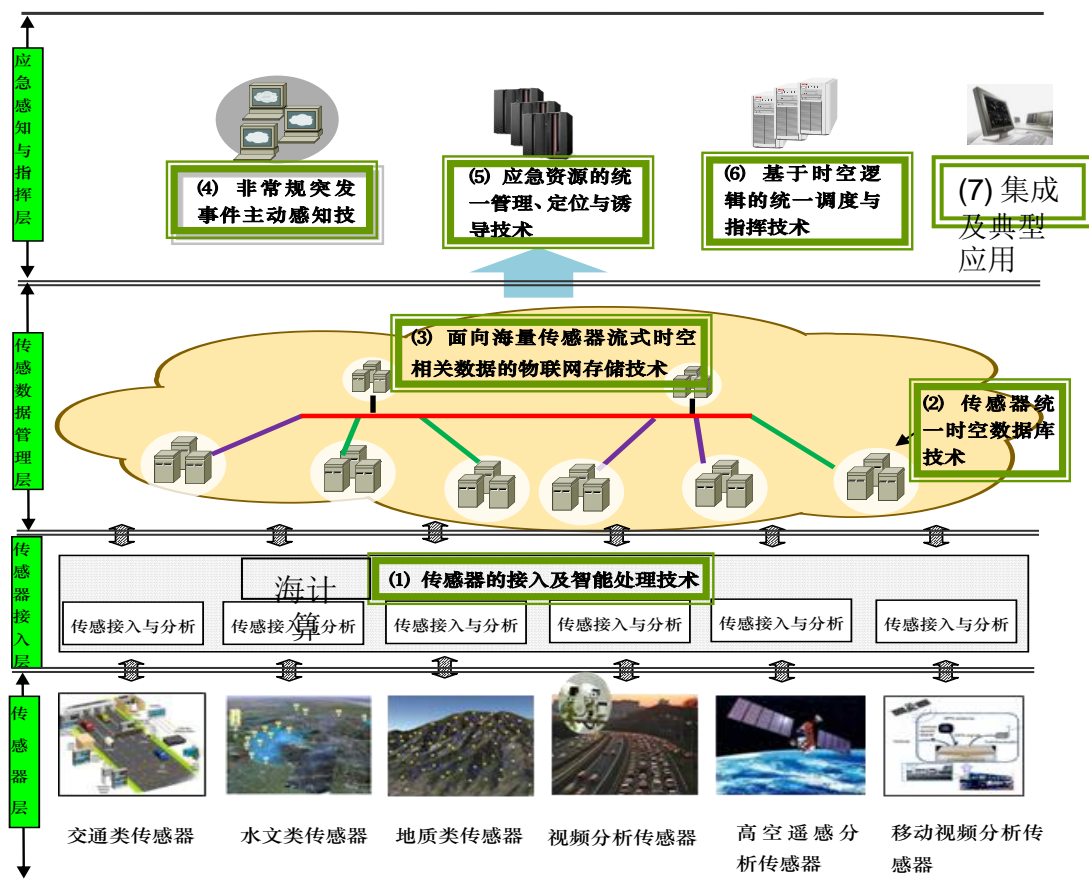 应急感知与指挥层
(4) 非常规突发
事件主动感知技
(5) 应急资源的统
一管理、定位与诱
导技术
(6) 基于时空逻
辑的统一调度与
指挥技术
(7) 集成
及典型
应用
传感数据管理层
(3) 面向海量传感器流式时空
相关数据的物联网存储技术
(2) 传感器统
一时空数据库
技术
传感器接入层
海计
算
(1) 传感器的接入及智能处理技术
传感接入与分析
传感接入与分析
传感接入与分析
传感接入与分析
传感接入与分析
传感接入与分析
传感器层
交通类传感器
水文类传感器
地质类传感器
视频分析传感器
高空遥感分
析传感器
移动视频分析传
感器